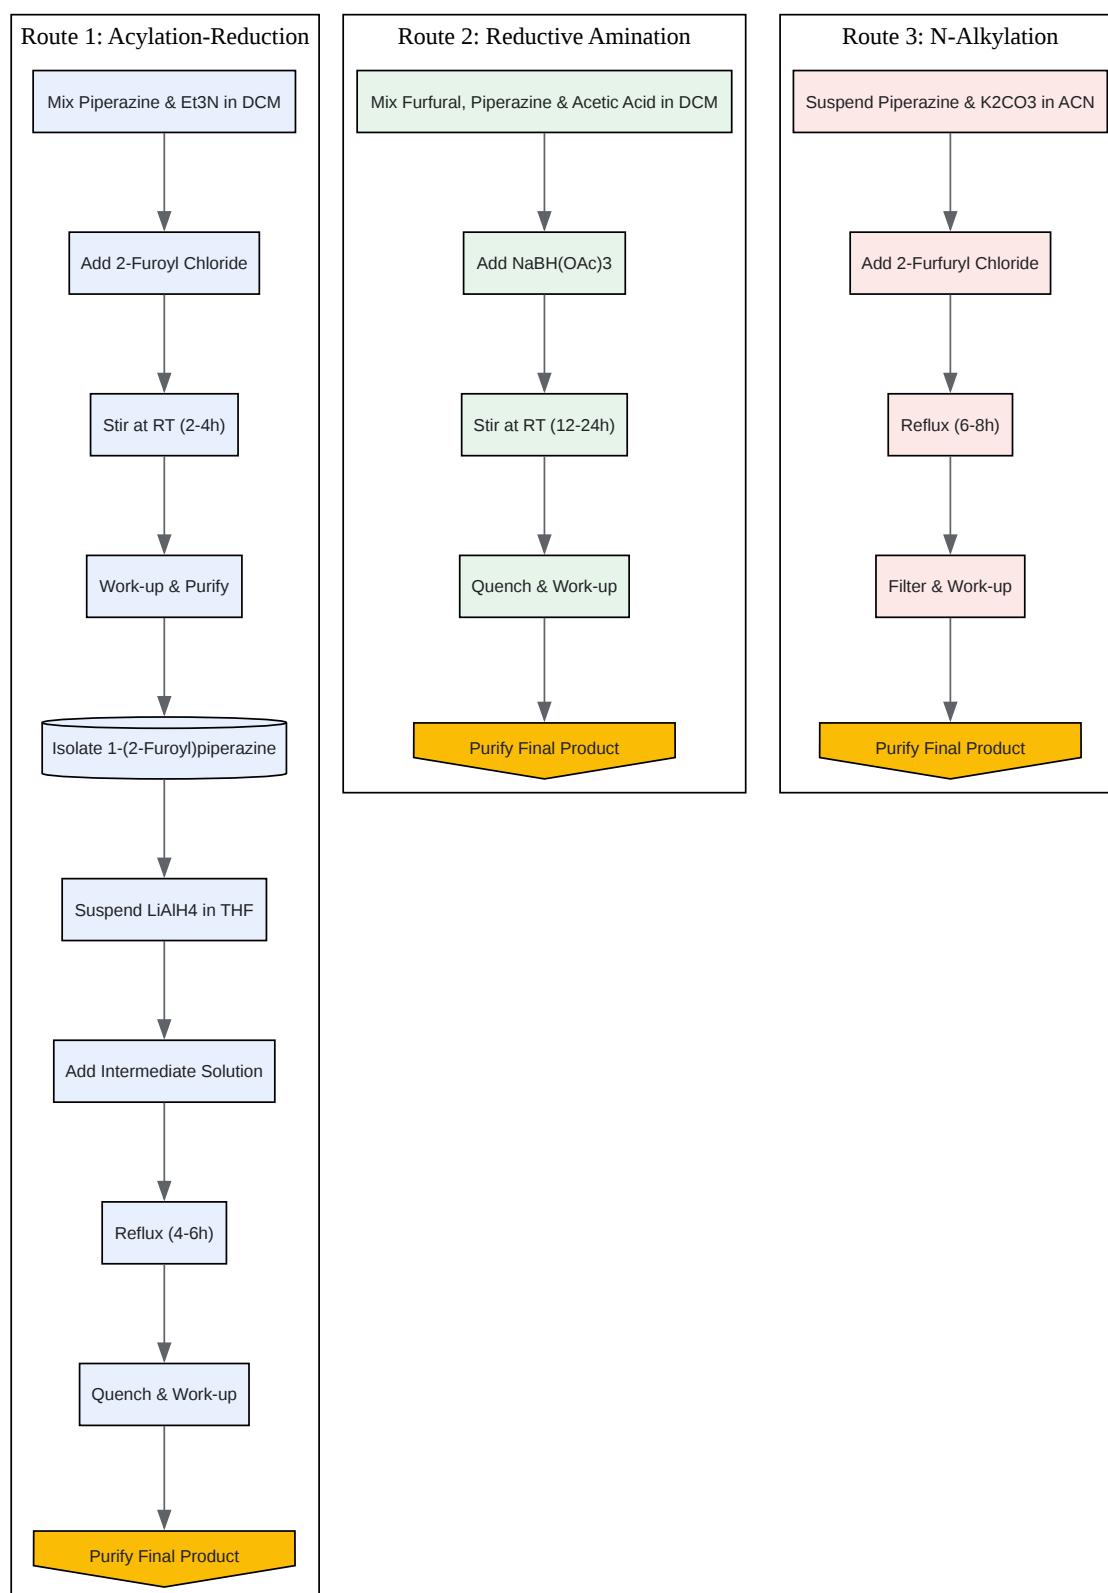 Route 1: Acylation-Reduction
Mix Piperazine & Et3N in DCM
Add 2-Furoyl Chloride
Stir at RT (2-4h)
Work-up & Purify
Isolate 1-(2-Furoyl)piperazine
Suspend LiAlH4 in THF
Add Intermediate Solution
Reflux (4-6h)
Quench & Work-up
Purify Final Product
Route 2: Reductive Amination
Mix Furfural, Piperazine & Acetic Acid in DCM
Add NaBH(OAc)3
Stir at RT (12-24h)
Quench & Work-up
Purify Final Product
Route 3: N-Alkylation
Suspend Piperazine & K2CO3 in ACN
Add 2-Furfuryl Chloride
Reflux (6-8h)
Filter & Work-up
Purify Final Product